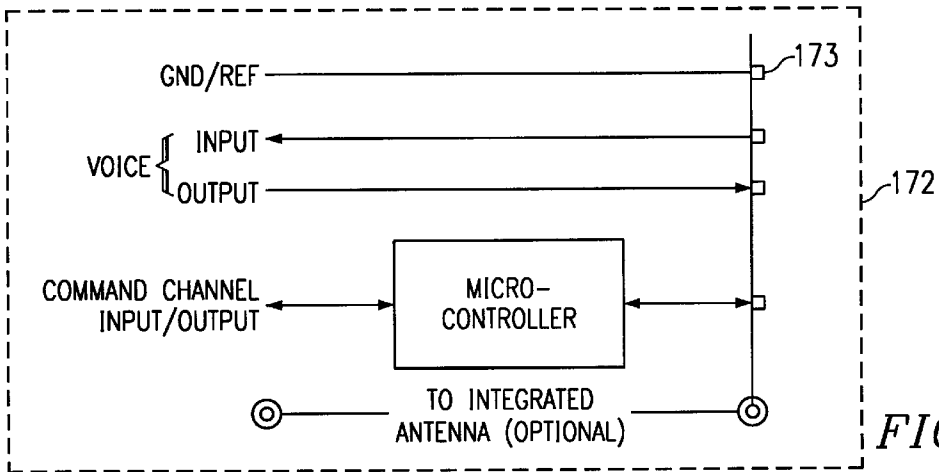 GND/REF
173
INPUT
VOICE
OUTPUT
172
COMMAND CHANNEL
INPUT/OUTPUT
MICRO-
CONTROLLER
TO INTEGRATED
ANTENNA (OPTIONAL)